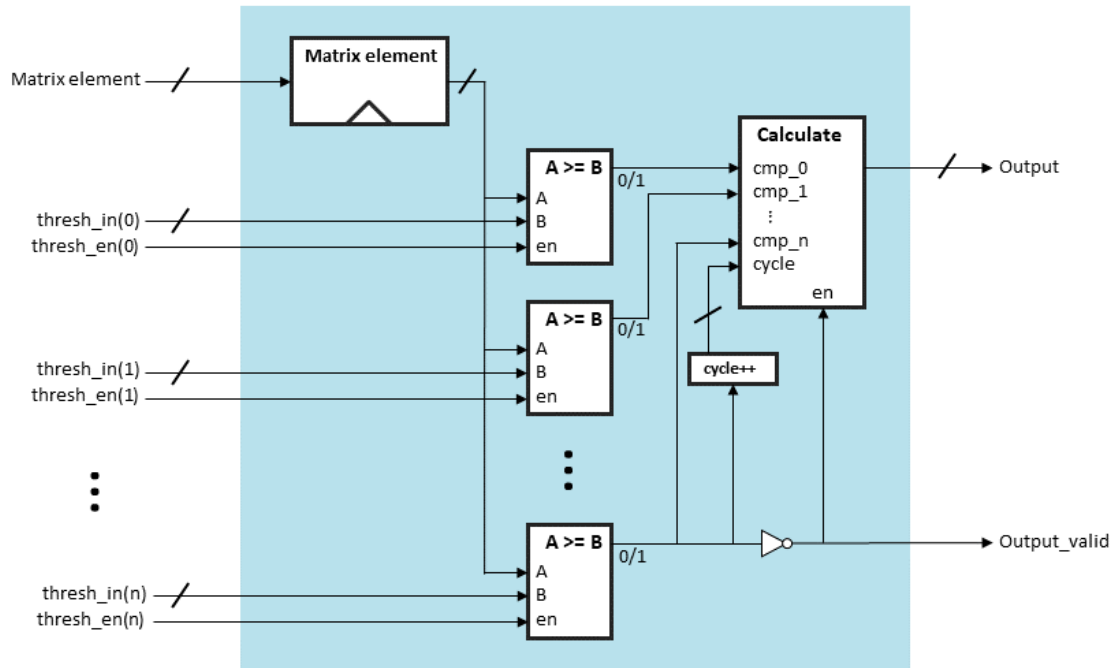 Matrix element
Matrix element
thresh_in(0)
thresh_en(0)
A >= B
A
B
en
0/1
Calculate
cmp_0
cmp_1
⋮
cmp_n
cycle
en
Output
thresh_in(1)
thresh_en(1)
A >= B
A
B
en
0/1
cycle++
thresh_in(n)
thresh_en(n)
A >= B
A
B
en
0/1
Output_valid